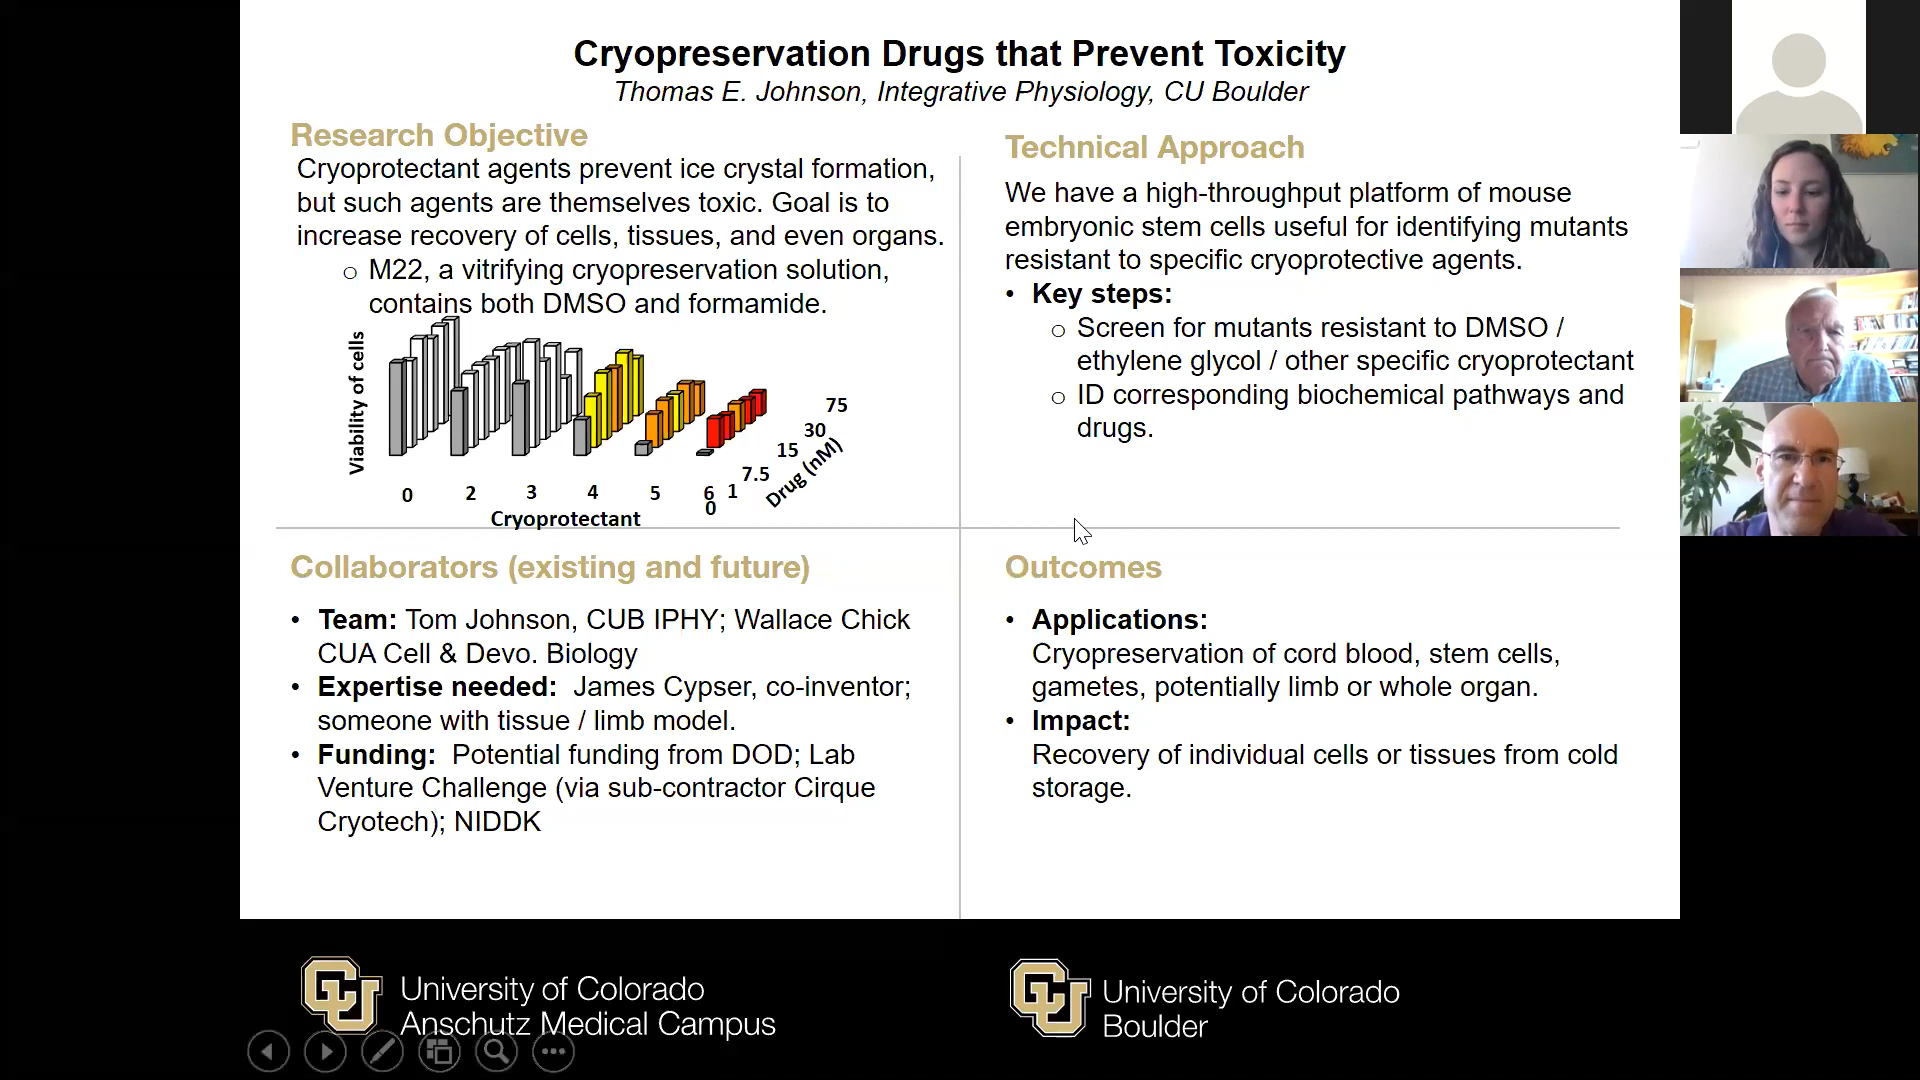 Cryopreservation Drugs that Prevent Toxicity
Thomas E. Johnson, Integrative Physiology, CU Boulder
Research Objective
Cryoprotectant agents prevent ice crystal formation,
but such agents are themselves toxic. Goal is to
increase recovery of cells, tissues, and even organs.
o M22, a vitrifying cryopreservation solution,
contains both DMSO and formamide.
Viability of cells
0 2 3 4 5 6
0 1 7.5 15 30 75
Drug (nM)
Cryoprotectant
Technical Approach
We have a high-throughput platform of mouse
embryonic stem cells useful for identifying mutants
resistant to specific cryoprotective agents.
• Key steps:
o Screen for mutants resistant to DMSO /
ethylene glycol / other specific cryoprotectant
o ID corresponding biochemical pathways and
drugs.
Collaborators (existing and future)
• Team: Tom Johnson, CUB IPHY; Wallace Chick
CUA Cell & Devo. Biology
• Expertise needed: James Cypser, co-inventor;
someone with tissue / limb model.
• Funding: Potential funding from DOD; Lab
Venture Challenge (via sub-contractor Cirque
Cryotech); NIDDK
Outcomes
• Applications:
Cryopreservation of cord blood, stem cells,
gametes, potentially limb or whole organ.
• Impact:
Recovery of individual cells or tissues from cold
storage.
CU
University of Colorado
Anschutz Medical Campus
CU
University of Colorado
Boulder